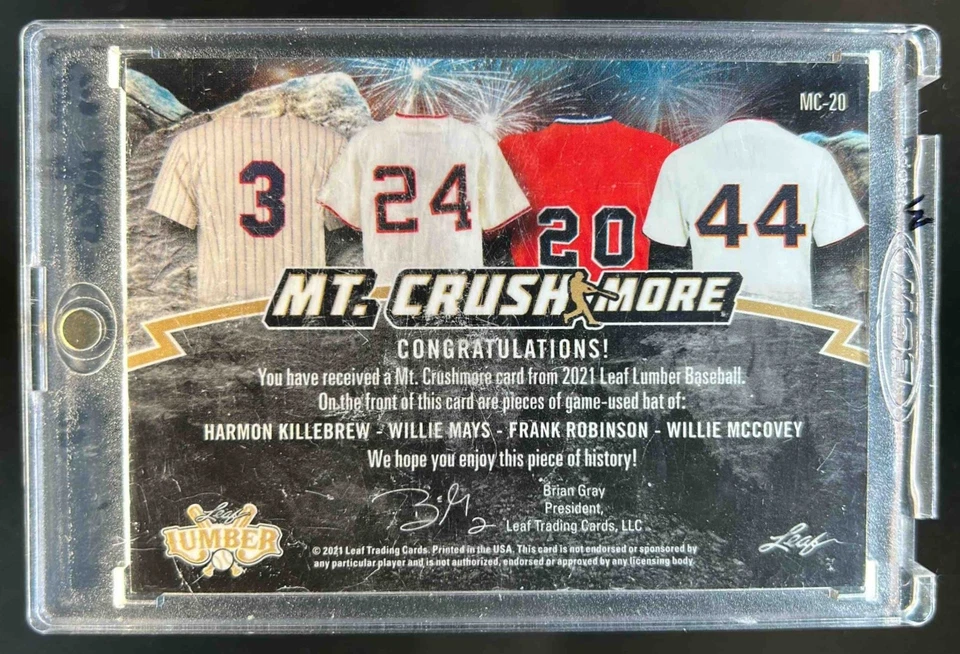 MC-20
3
24
20
44
MT. CRUSHMORE
CONGRATULATIONS!
You have received a Mt. Crushmore card from 2021 Leaf Lumber Baseball.
On the front of this card are pieces of game-used bat of:
HARMON KILLEBREW - WILLIE MAYS - FRANK ROBINSON - WILLIE MCCOVEY
We hope you enjoy this piece of history!
Brian Gray
President,
Leaf Trading Cards, LLC
Leaf
LUMBER
© 2021 Leaf Trading Cards. Printed in the USA. This card is not endorsed or sponsored by
any particular player and is not authorized, endorsed or approved by any licensing body
Leaf